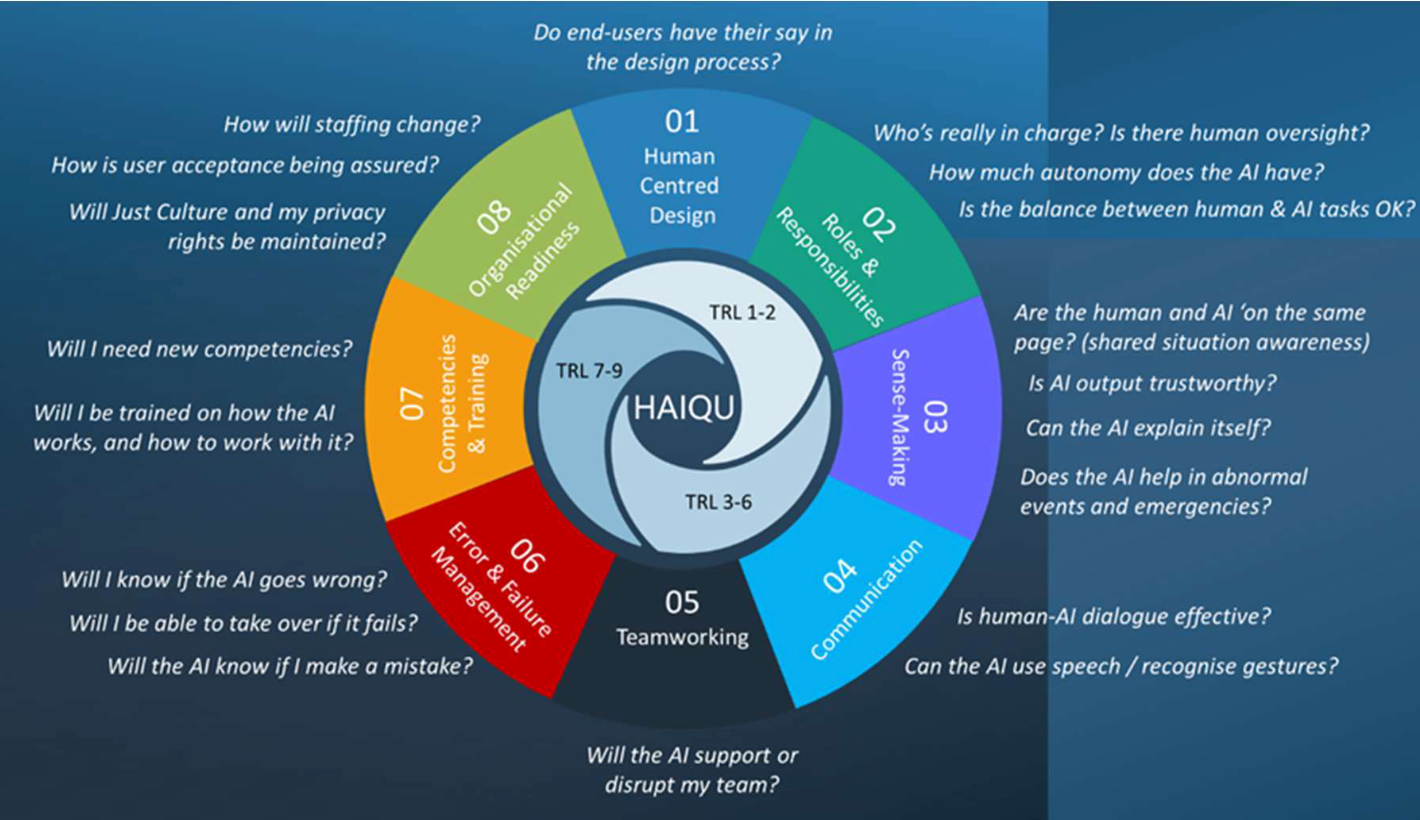 Do end-users have their say in
the design process?
01
Human
Centred
Design
Who's really in charge? Is there human oversight?
How much autonomy does the AI have?
Is the balance between human & AI tasks OK?
02
Roles &
Responsibilities
Are the human and AI 'on the same
page? (shared situation awareness)
Is AI output trustworthy?
Can the AI explain itself?
Does the AI help in abnormal
events and emergencies?
03
Sense-Making
Is human-AI dialogue effective?
Can the AI use speech / recognise gestures?
04
Communication
05
Teamworking
Will the AI support or
disrupt my team?
06
Error & Failure
Management
Will I know if the AI goes wrong?
Will I be able to take over if it fails?
Will the AI know if I make a mistake?
07
Competencies
& Training
Will I need new competencies?
Will I be trained on how the AI
works, and how to work with it?
08
Organisational
Readiness
How will staffing change?
How is user acceptance being assured?
Will Just Culture and my privacy
rights be maintained?
TRL 1-2
TRL 3-6
TRL 7-9
HAIQU